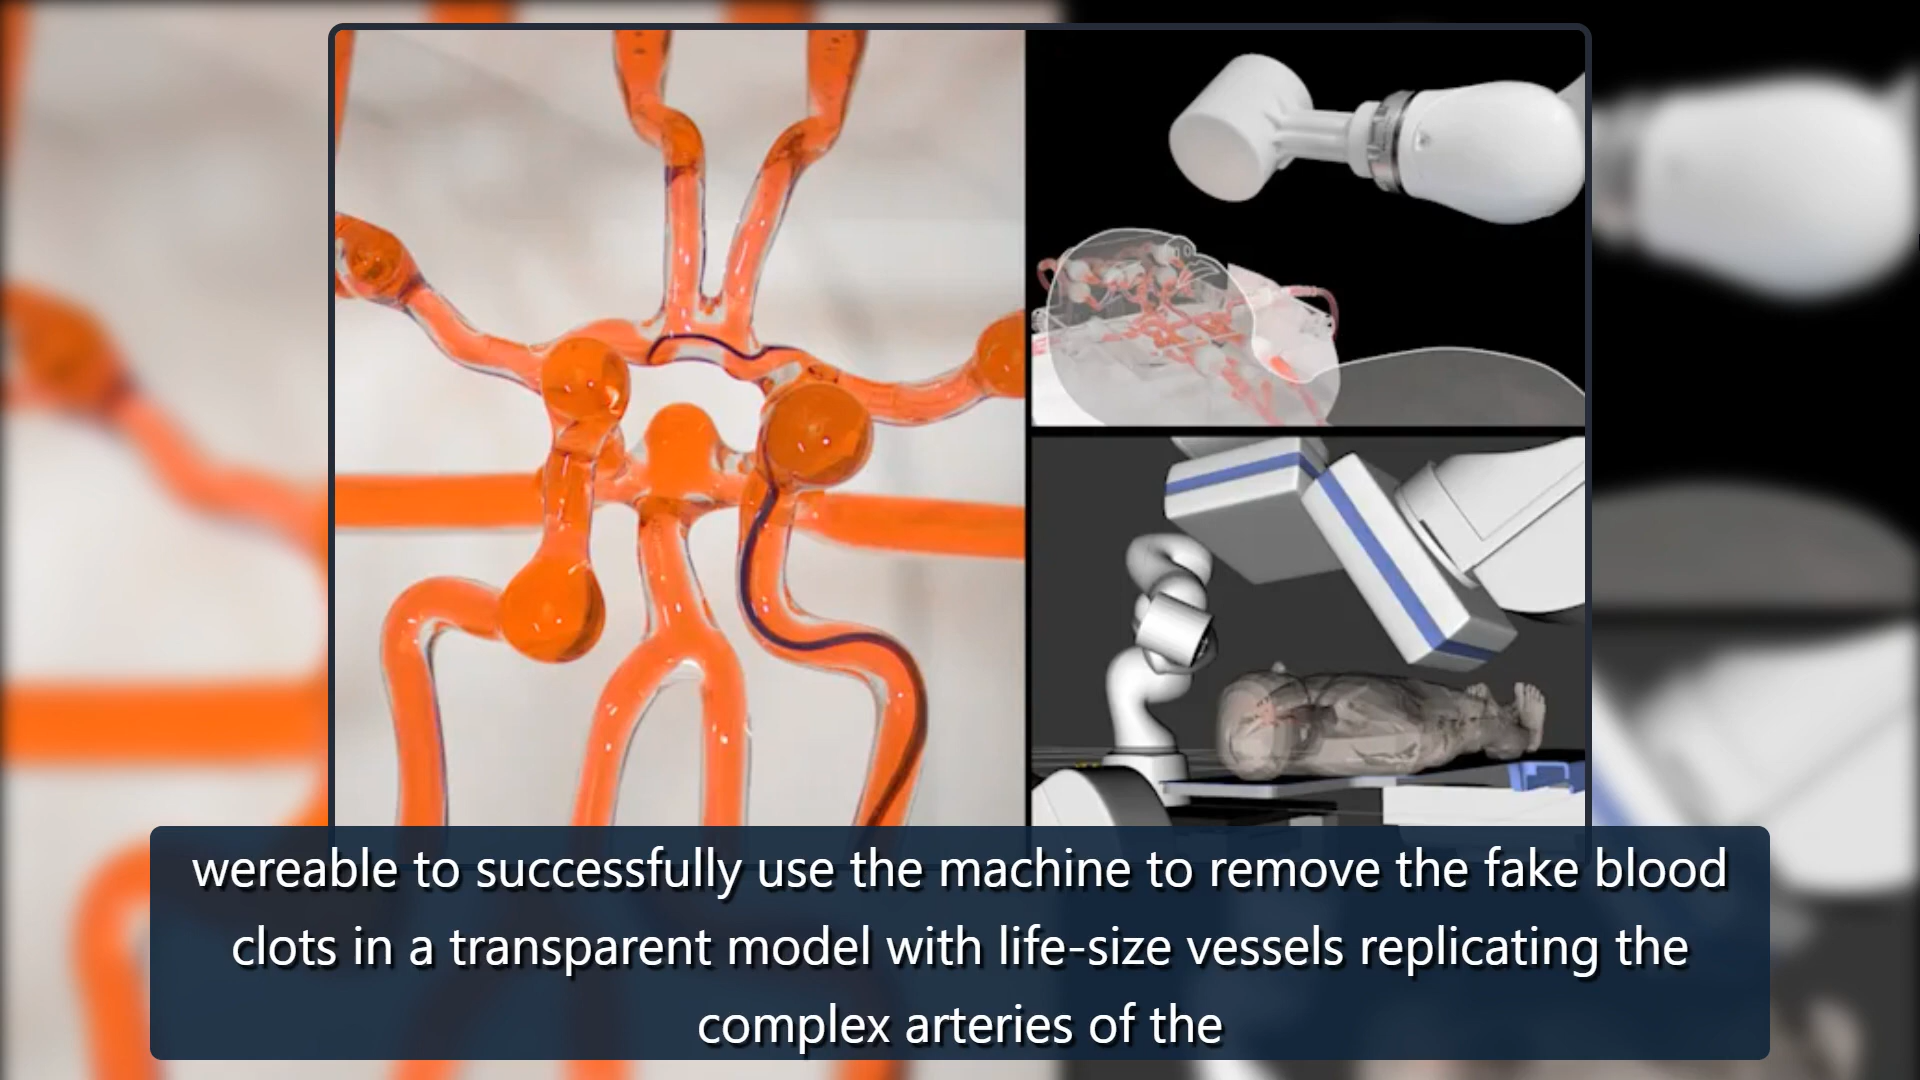 wereable to successfully use the machine to remove the fake blood
clots in a transparent model with life-size vessels replicating the
complex arteries of the